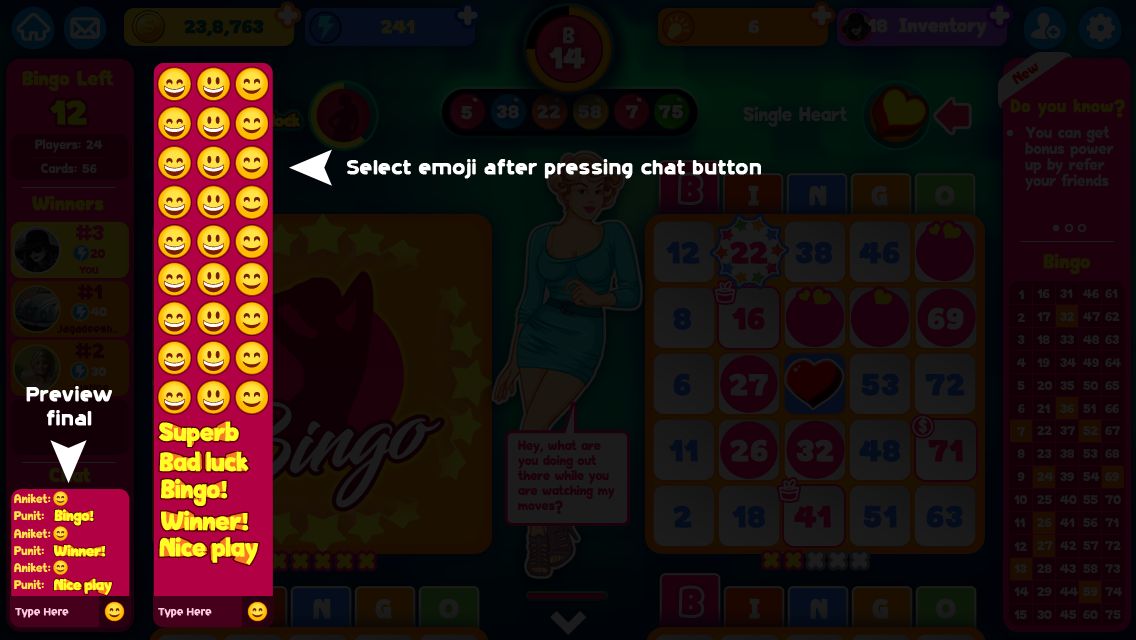 23,8,763
241
B
14
6
18 Inventory
Bingo Left
12
Players: 24
Cards: 56
Winners
#3
20
You
#1
40
#2
30
Preview
final
Chat
Aniket:
Punit: Bingo!
Aniket:
Punit: Winner!
Aniket:
Punit: Nice play
Type Here
Superb
Bad luck
Bingo!
Winner!
Nice play
Type Here
5 38 22 58 7 75
Single Heart
Select emoji after pressing chat button
Bingo
Hey, what are
you doing out
there while you
are watching my
moves?
B I N G O
12 22 38 46
8 16 69
6 27 53 72
11 26 32 48 $ 71
2 18 41 51 63
N G O
B I N G O
New
Do you know?
You can get
bonus power
up by refer
your friends
Bingo
1 16 31 46 61
2 17 32 47 62
3 18 33 48 63
4 19 34 49 64
5 20 35 50 65
6 21 36 51 66
7 22 37 52 67
8 23 38 53 68
9 24 39 54 69
10 25 40 55 70
11 26 41 56 71
12 27 42 57 72
13 28 43 58 73
14 29 44 59 74
15 30 45 60 75